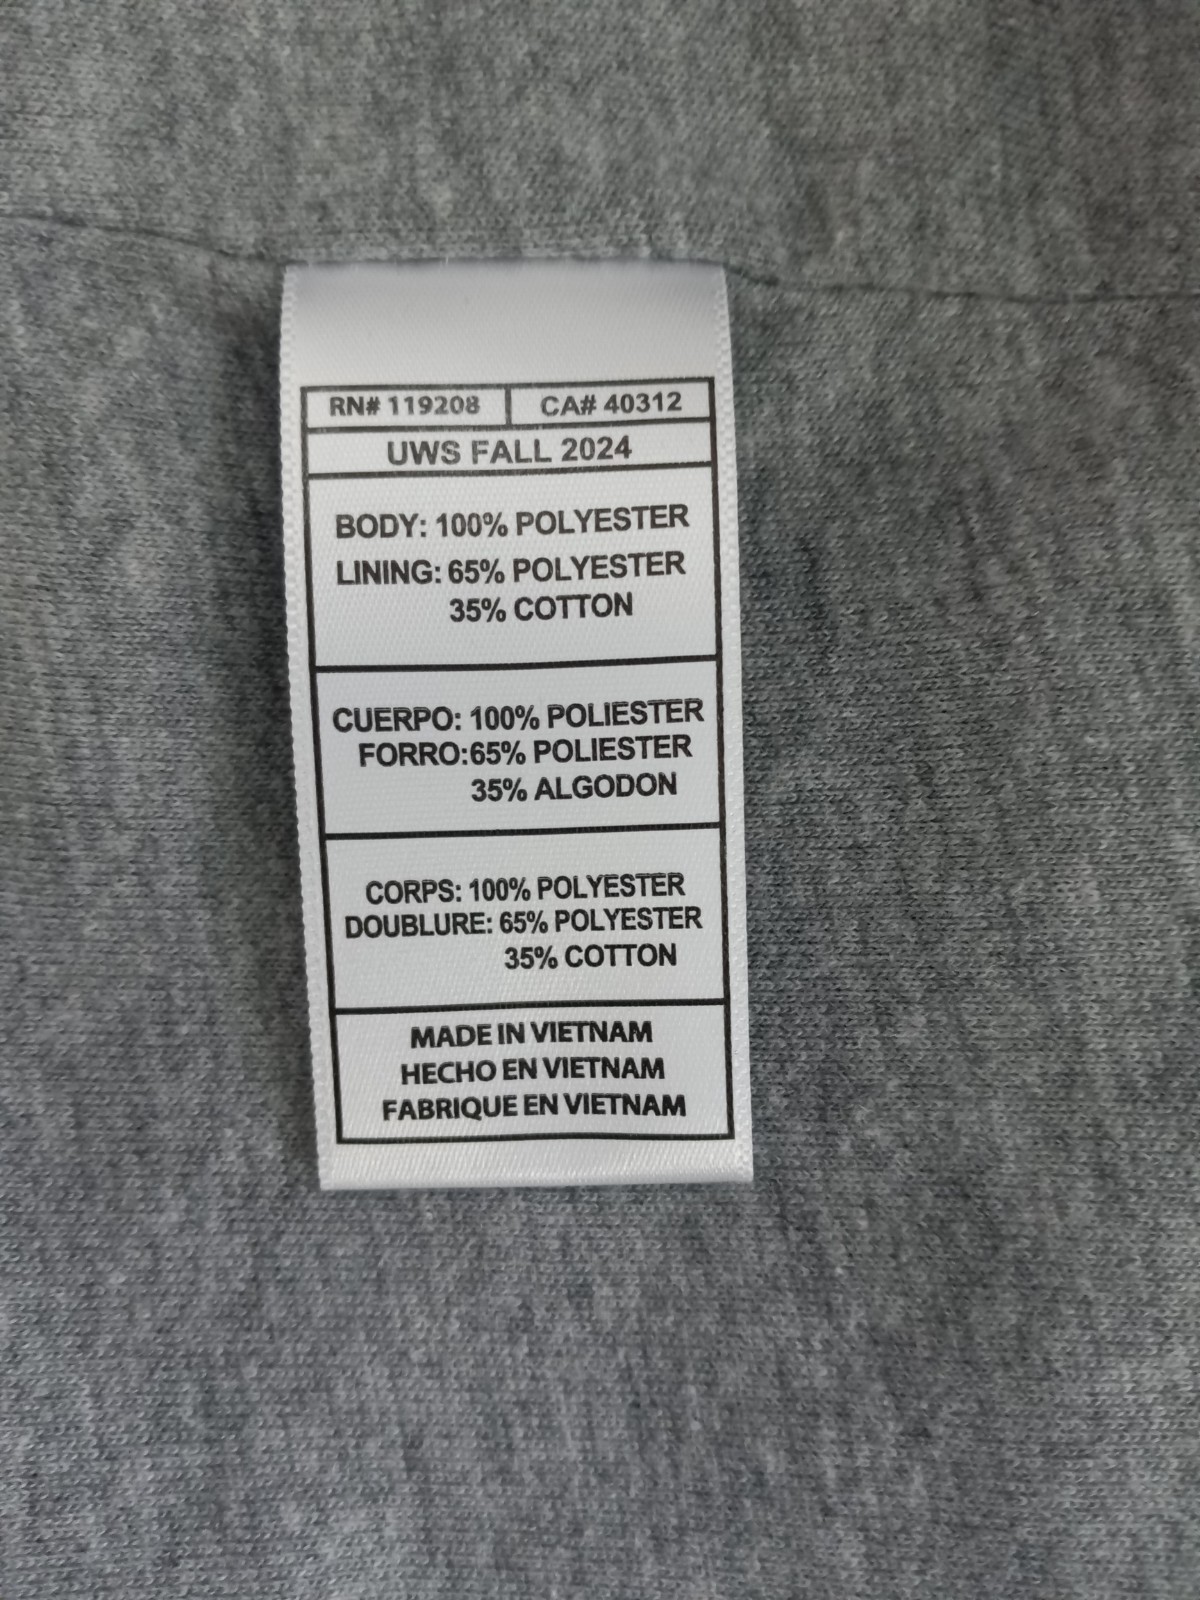 RN# 119208 CA# 40312
UWS FALL 2024
BODY: 100% POLYESTER
LINING: 65% POLYESTER
35% COTTON
CUERPO: 100% POLIESTER
FORRO:65% POLIESTER
35% ALGODON
CORPS: 100% POLYESTER
DOUBLURE: 65% POLYESTER
35% COTTON
MADE IN VIETNAM
HECHO EN VIETNAM
FABRIQUE EN VIETNAM